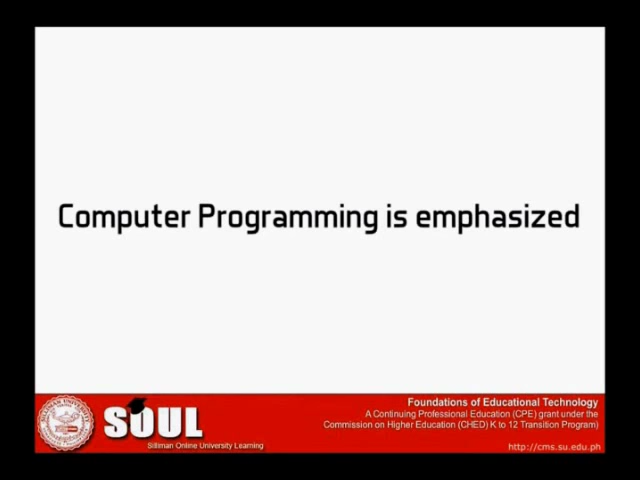 Computer Programming is emphasized
SOUL
Silliman Online University Learning
Foundations of Educational Technology
A Continuing Professional Education (CPE) grant under the
Commission on Higher Education (CHED) K to 12 Transition Program)
http://cms.su.edu.ph